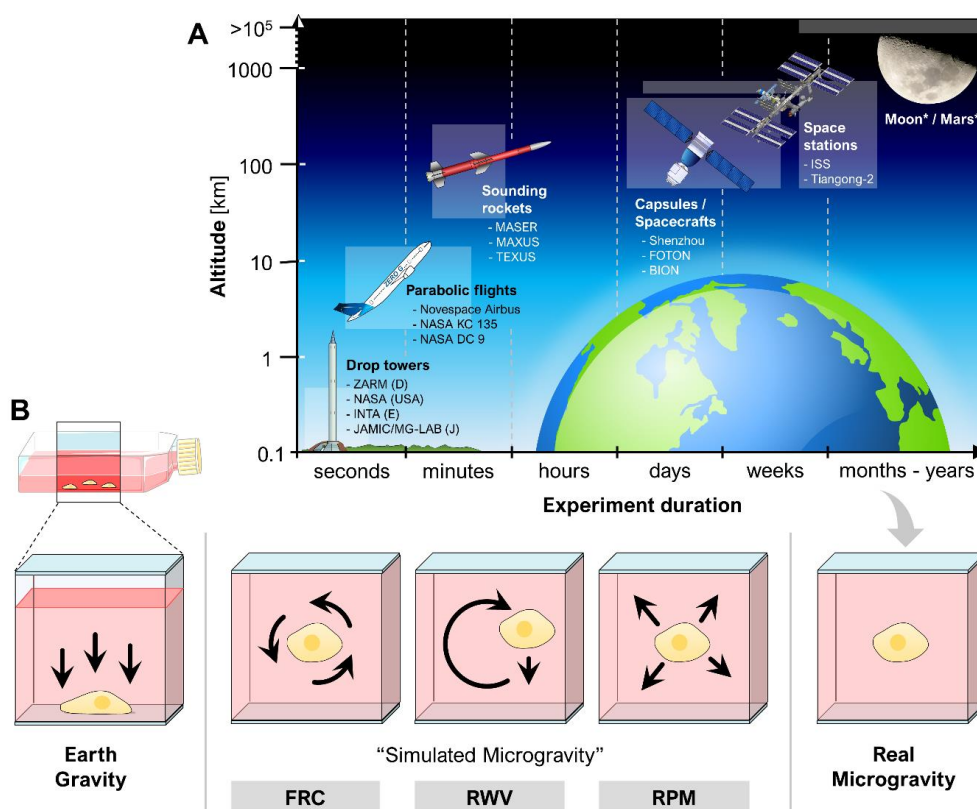 A
Altitude [km]
>10⁵
1000
100
10
1
0.1
Moon* / Mars*
Space
stations
- ISS
- Tiangong-2
Capsules /
Spacecrafts
- Shenzhou
- FOTON
- BION
Sounding
rockets
- MASER
- MAXUS
- TEXUS
ZERO G
Parabolic flights
- Novespace Airbus
- NASA KC 135
- NASA DC 9
Drop towers
- ZARM (D)
- NASA (USA)
- INTA (E)
- JAMIC/MG-LAB (J)
seconds
minutes
hours
days
weeks
months - years
Experiment duration
B
Earth
Gravity
“Simulated Microgravity”
FRC
RWV
RPM
Real
Microgravity